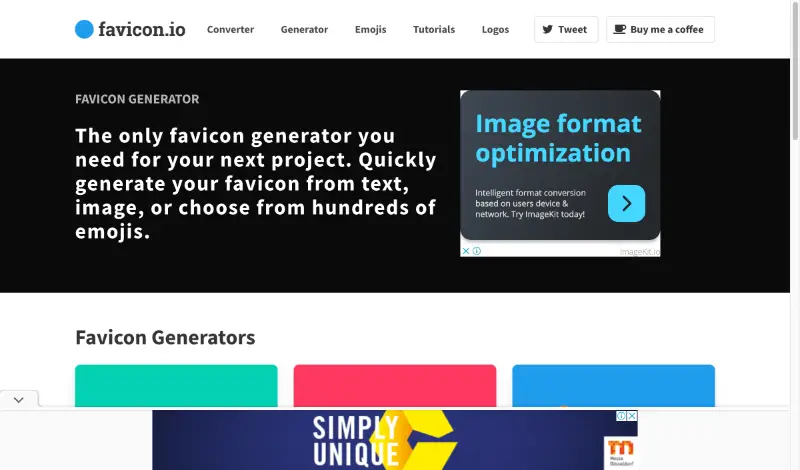 favicon.io
Converter
Generator
Emojis
Tutorials
Logos
Tweet
Buy me a coffee
FAVICON GENERATOR
The only favicon generator you
need for your next project. Quickly
generate your favicon from text,
image, or choose from hundreds of
emojis.
Image format
optimization
Intelligent format conversion
based on users device &
network. Try ImageKit today!
ImageKit.io
Favicon Generators
SIMPLY
UNIQUE
Messe
Düsseldorf